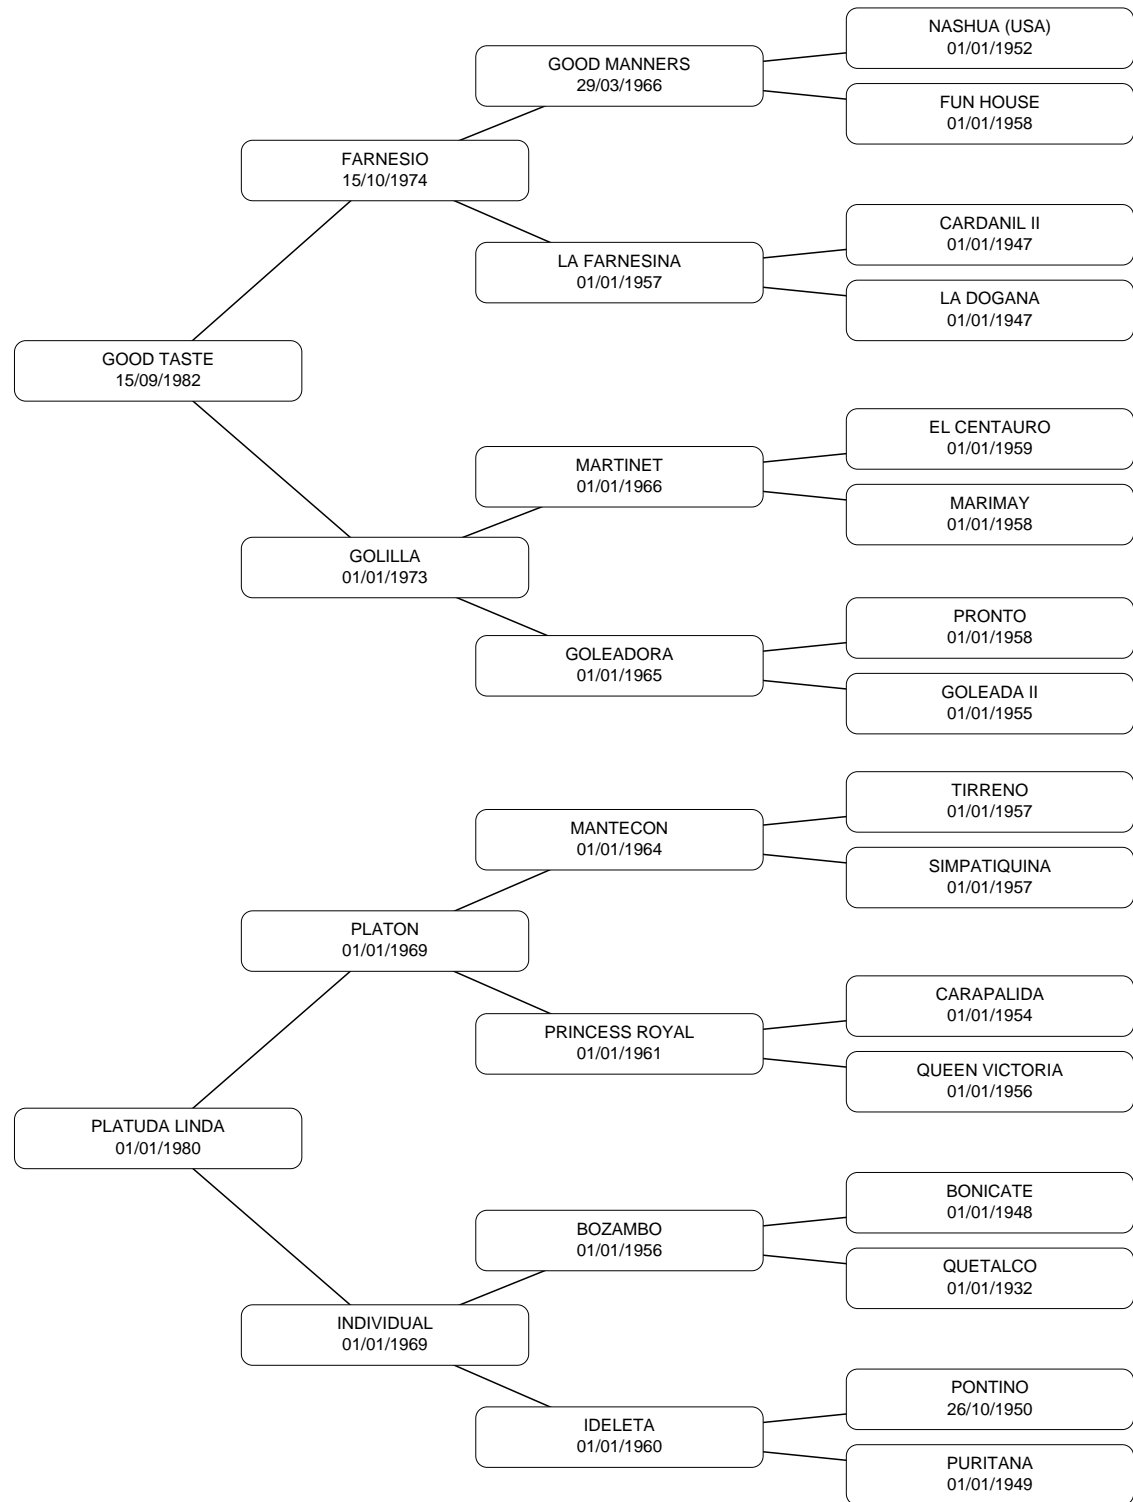 NASHUA (USA)
01/01/1952
GOOD MANNERS
29/03/1966
FUN HOUSE
01/01/1958
FARNESIO
15/10/1974
CARDANIL II
01/01/1947
LA FARNESINA
01/01/1957
LA DOGANA
01/01/1947
GOOD TASTE
15/09/1982
EL CENTAURO
01/01/1959
MARTINET
01/01/1966
MARIMAY
01/01/1958
GOLILLA
01/01/1973
PRONTO
01/01/1958
GOLEADORA
01/01/1965
GOLEADA II
01/01/1955
TIRRENO
01/01/1957
MANTECON
01/01/1964
SIMPATIQUINA
01/01/1957
PLATON
01/01/1969
CARAPALIDA
01/01/1954
PRINCESS ROYAL
01/01/1961
QUEEN VICTORIA
01/01/1956
PLATUDA LINDA
01/01/1980
BONICATE
01/01/1948
BOZAMBO
01/01/1956
QUETALCO
01/01/1932
INDIVIDUAL
01/01/1969
PONTINO
26/10/1950
IDELETA
01/01/1960
PURITANA
01/01/1949